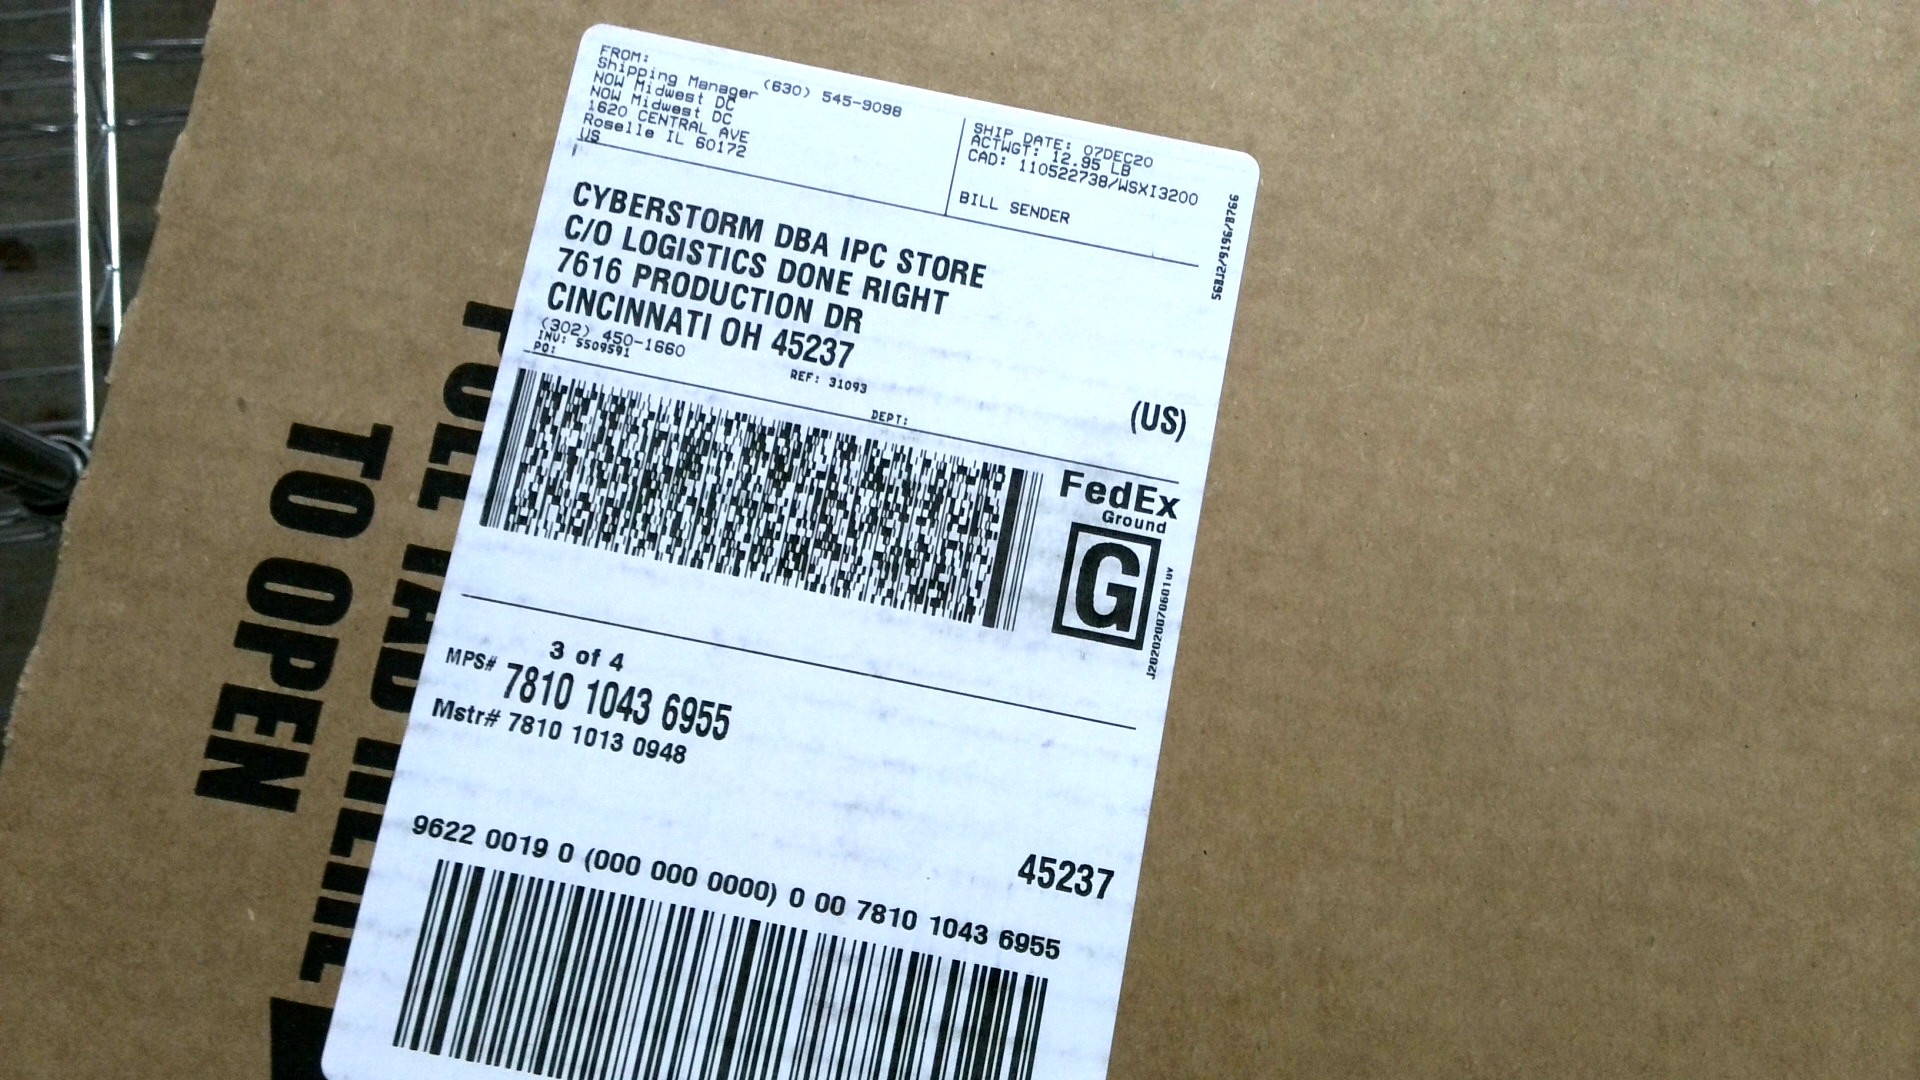 FROM:
Shipping Manager (630) 545-9098
NOW Midwest DC
NOW Midwest DC
1620 CENTRAL AVE
Roselle IL 60172
US
SHIP DATE: 07DEC20
ACTWGT: 12.95 LB
CAD: 110522738/WSXI3200
BILL SENDER
CYBERSTORM DBA IPC STORE
C/O LOGISTICS DONE RIGHT
7616 PRODUCTION DR
CINCINNATI OH 45237
(302) 450-1660
INV: 5509591
PO:
REF: 31093
DEPT:
(US)
FedEx
Ground
G
J202020070601uv
3 of 4
MPS# 7810 1043 6955
Mstr# 7810 1013 0948
45237
9622 0019 0 (000 000 0000) 0 00 7810 1043 6955
PULL TAB HERE
TO OPEN